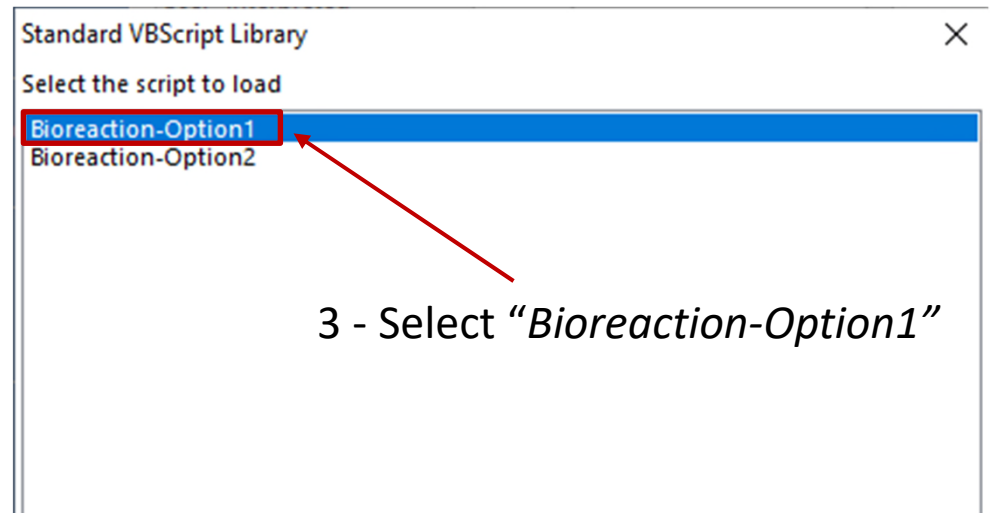 Standard VBScript Library
Select the script to load
Bioreaction-Option1
Bioreaction-Option2
3 - Select “Bioreaction-Option1”